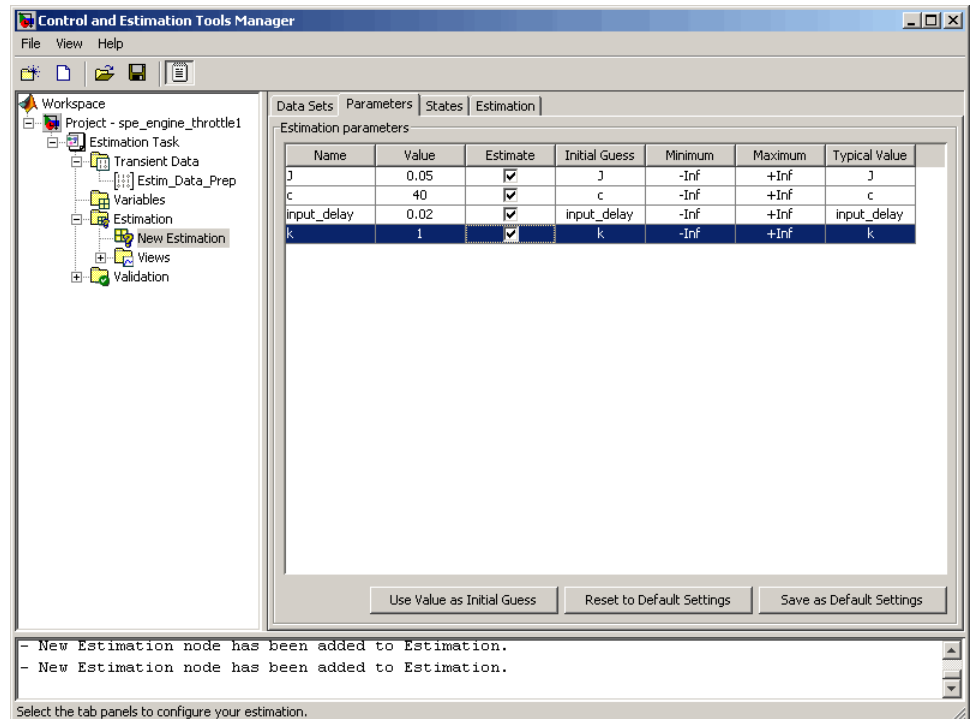 Control and Estimation Tools Manager
File View Help
Workspace
Project - spe_engine_throttle1
Estimation Task
Transient Data
Estim_Data_Prep
Variables
Estimation
New Estimation
Views
Validation
Data Sets Parameters States Estimation
Estimation parameters
Name Value Estimate Initial Guess Minimum Maximum Typical Value
J 0.05 J -Inf +Inf J
c 40 c -Inf +Inf c
input_delay 0.02 input_delay -Inf +Inf input_delay
k 1 k -Inf +Inf k
Use Value as Initial Guess Reset to Default Settings Save as Default Settings
- New Estimation node has been added to Estimation.
- New Estimation node has been added to Estimation.
Select the tab panels to configure your estimation.